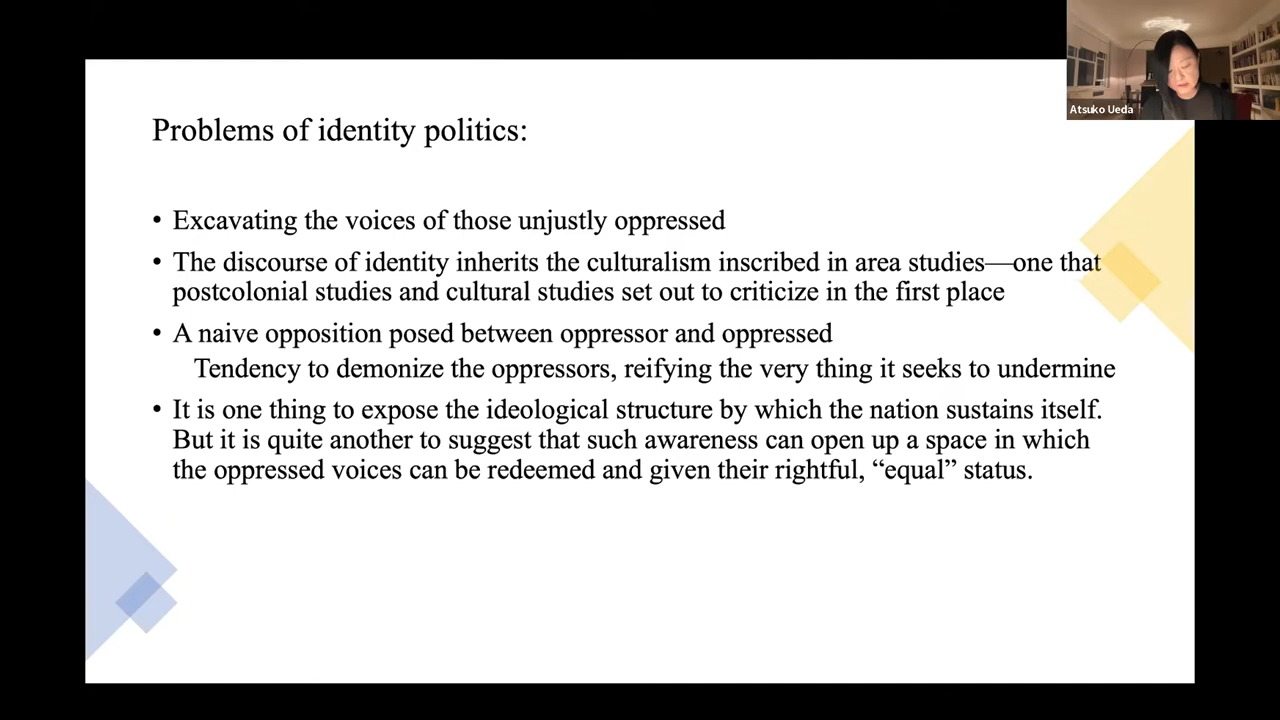 Atsuko Ueda
Problems of identity politics:
• Excavating the voices of those unjustly oppressed
• The discourse of identity inherits the culturalism inscribed in area studies—one that
postcolonial studies and cultural studies set out to criticize in the first place
• A naive opposition posed between oppressor and oppressed
Tendency to demonize the oppressors, reifying the very thing it seeks to undermine
• It is one thing to expose the ideological structure by which the nation sustains itself.
But it is quite another to suggest that such awareness can open up a space in which
the oppressed voices can be redeemed and given their rightful, “equal” status.